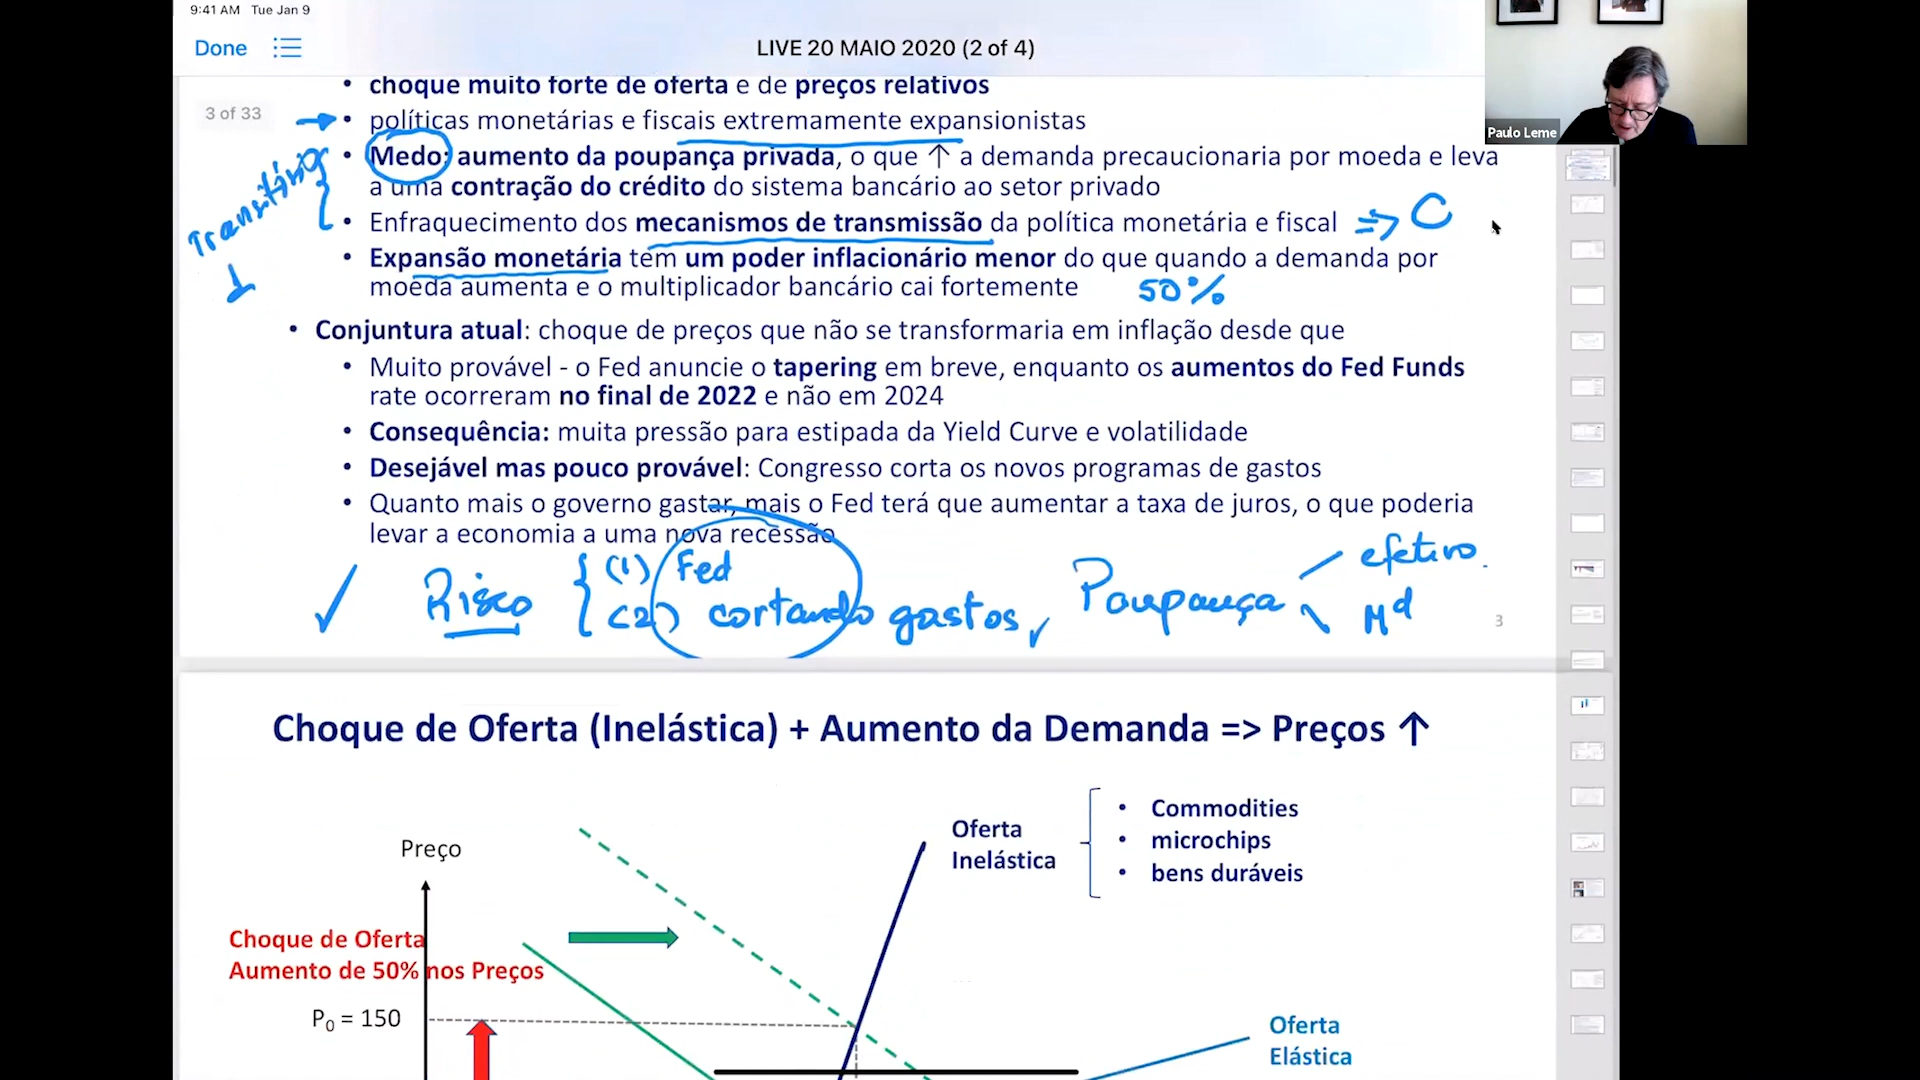 9:41 AM Tue Jan 9
Done
LIVE 20 MAIO 2020 (2 of 4)
Paulo Leme
3 of 33
• choque muito forte de oferta e de preços relativos
• políticas monetárias e fiscais extremamente expansionistas
• Medo: aumento da poupança privada, o que ↑ a demanda precaucionaria por moeda e leva
a uma contração do crédito do sistema bancário ao setor privado
Transitório
• Enfraquecimento dos mecanismos de transmissão da política monetária e fiscal => C
• Expansão monetária tem um poder inflacionário menor do que quando a demanda por
moeda aumenta e o multiplicador bancário cai fortemente 50%
• Conjuntura atual: choque de preços que não se transformaria em inflação desde que
• Muito provável - o Fed anuncie o tapering em breve, enquanto os aumentos do Fed Funds
rate ocorreram no final de 2022 e não em 2024
• Consequência: muita pressão para estipada da Yield Curve e volatilidade
• Desejável mas pouco provável: Congresso corta os novos programas de gastos
• Quanto mais o governo gastar, mais o Fed terá que aumentar a taxa de juros, o que poderia
levar a economia a uma nova recessão
✓ Risco { (1) Fed
(2) cortando gastos ✓
Poupança efetivo
Md
3
Choque de Oferta (Inelástica) + Aumento da Demanda => Preços ↑
Preço
Oferta
Inelástica
• Commodities
• microchips
• bens duráveis
Choque de Oferta
Aumento de 50% nos Preços
P0 = 150
Oferta
Elástica